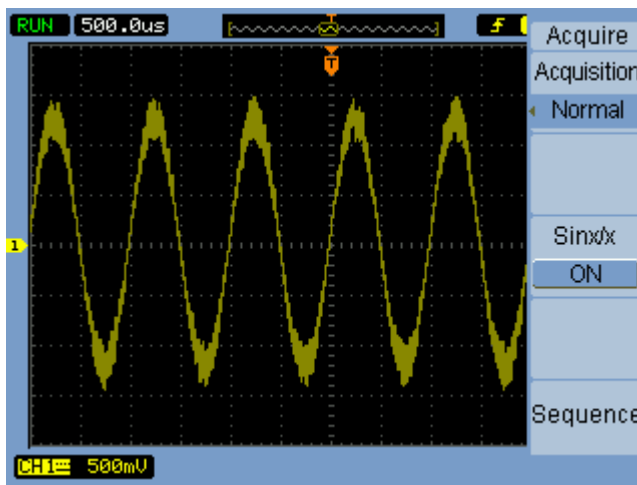 RUN 500.0us
T
Acquire
Acquisition
Normal
1
Sinx/x
ON
Sequence
CH1 500mV